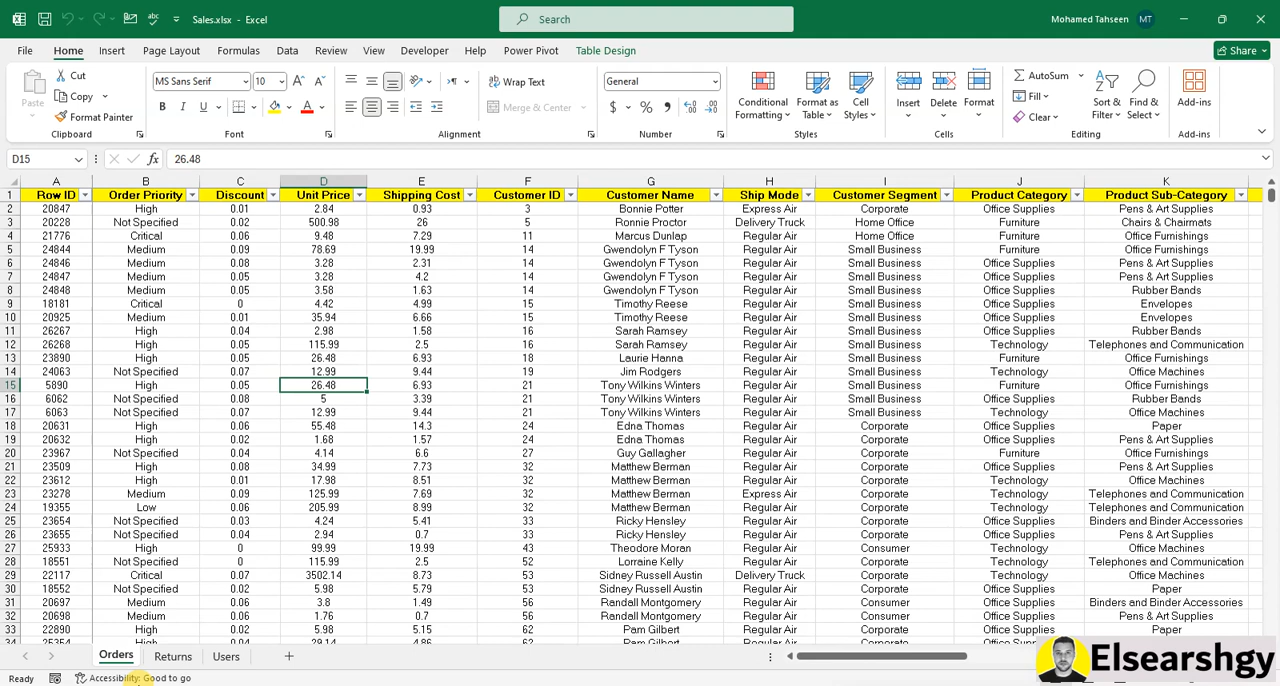 abc Sales.xlsx - Excel Search Mohamed Tahseen MT
File Home Insert Page Layout Formulas Data Review View Developer Help Power Pivot Table Design Share
Paste Cut Copy Format Painter Clipboard
MS Sans Serif 10 A A B I U A Font
Wrap Text Merge & Center Alignment
General $ % Number
Conditional Formatting Format as Table Cell Styles Styles
Insert Delete Format Cells
AutoSum Fill Clear Sort & Filter Find & Select Editing
Add-ins Add-ins
D15 fx 26.48
A B C D E F G H I J K
1 Row ID Order Priority Discount Unit Price Shipping Cost Customer ID Customer Name Ship Mode Customer Segment Product Category Product Sub-Category
2 20847 High 0.01 2.84 0.93 3 Bonnie Potter Express Air Corporate Office Supplies Pens & Art Supplies
3 20228 Not Specified 0.02 500.98 26 5 Ronnie Proctor Delivery Truck Home Office Furniture Chairs & Chairmats
4 21776 Critical 0.06 9.48 7.29 11 Marcus Dunlap Regular Air Home Office Furniture Office Furnishings
5 24844 Medium 0.09 78.69 19.99 14 Gwendolyn F Tyson Regular Air Small Business Furniture Office Furnishings
6 24846 Medium 0.08 3.28 2.31 14 Gwendolyn F Tyson Regular Air Small Business Office Supplies Pens & Art Supplies
7 24847 Medium 0.05 3.28 4.2 14 Gwendolyn F Tyson Regular Air Small Business Office Supplies Pens & Art Supplies
8 24848 Medium 0.05 3.58 1.63 14 Gwendolyn F Tyson Regular Air Small Business Office Supplies Rubber Bands
9 18181 Critical 0 4.42 4.99 15 Timothy Reese Regular Air Small Business Office Supplies Envelopes
10 20925 Medium 0.01 35.94 6.66 15 Timothy Reese Regular Air Small Business Office Supplies Envelopes
11 26267 High 0.04 2.98 1.58 16 Sarah Ramsey Regular Air Small Business Office Supplies Rubber Bands
12 26268 High 0.05 115.99 2.5 16 Sarah Ramsey Regular Air Small Business Technology Telephones and Communication
13 23890 High 0.05 26.48 6.93 18 Laurie Hanna Regular Air Small Business Furniture Office Furnishings
14 24063 Not Specified 0.07 12.99 9.44 19 Jim Rodgers Regular Air Small Business Technology Office Machines
15 5890 High 0.05 26.48 6.93 21 Tony Wilkins Winters Regular Air Small Business Furniture Office Furnishings
16 6062 Not Specified 0.08 5 3.39 21 Tony Wilkins Winters Regular Air Small Business Office Supplies Rubber Bands
17 6063 Not Specified 0.07 12.99 9.44 21 Tony Wilkins Winters Regular Air Small Business Technology Office Machines
18 20631 High 0.06 55.48 14.3 24 Edna Thomas Regular Air Corporate Office Supplies Paper
19 20632 High 0.02 1.68 1.57 24 Edna Thomas Regular Air Corporate Office Supplies Pens & Art Supplies
20 23967 Not Specified 0.04 4.14 6.6 27 Guy Gallagher Regular Air Corporate Furniture Office Furnishings
21 23509 High 0.08 34.99 7.73 32 Matthew Berman Regular Air Corporate Office Supplies Pens & Art Supplies
22 23612 High 0.01 17.98 8.51 32 Matthew Berman Regular Air Corporate Technology Office Machines
23 23278 Medium 0.09 125.99 7.69 32 Matthew Berman Express Air Corporate Technology Telephones and Communication
24 19355 Low 0.06 205.99 8.99 32 Matthew Berman Regular Air Corporate Technology Telephones and Communication
25 23654 Not Specified 0.03 4.24 5.41 33 Ricky Hensley Regular Air Corporate Office Supplies Binders and Binder Accessories
26 23655 Not Specified 0.04 2.94 0.7 33 Ricky Hensley Regular Air Corporate Office Supplies Pens & Art Supplies
27 25933 High 0 99.99 19.99 43 Theodore Moran Regular Air Consumer Technology Office Machines
28 18551 Not Specified 0 115.99 2.5 52 Lorraine Kelly Regular Air Consumer Technology Telephones and Communication
29 22117 Critical 0.07 3502.14 8.73 53 Sidney Russell Austin Delivery Truck Corporate Technology Office Machines
30 18552 Not Specified 0.02 5.98 5.79 53 Sidney Russell Austin Regular Air Corporate Office Supplies Paper
31 20697 Medium 0.06 3.8 1.49 56 Randall Montgomery Regular Air Consumer Office Supplies Binders and Binder Accessories
32 20698 Medium 0.06 1.76 0.7 56 Randall Montgomery Regular Air Consumer Office Supplies Pens & Art Supplies
33 22890 High 0.02 5.98 5.15 62 Pam Gilbert Regular Air Corporate Office Supplies Paper
Orders Returns Users
Ready Accessibility: Good to go
Elsearshgy